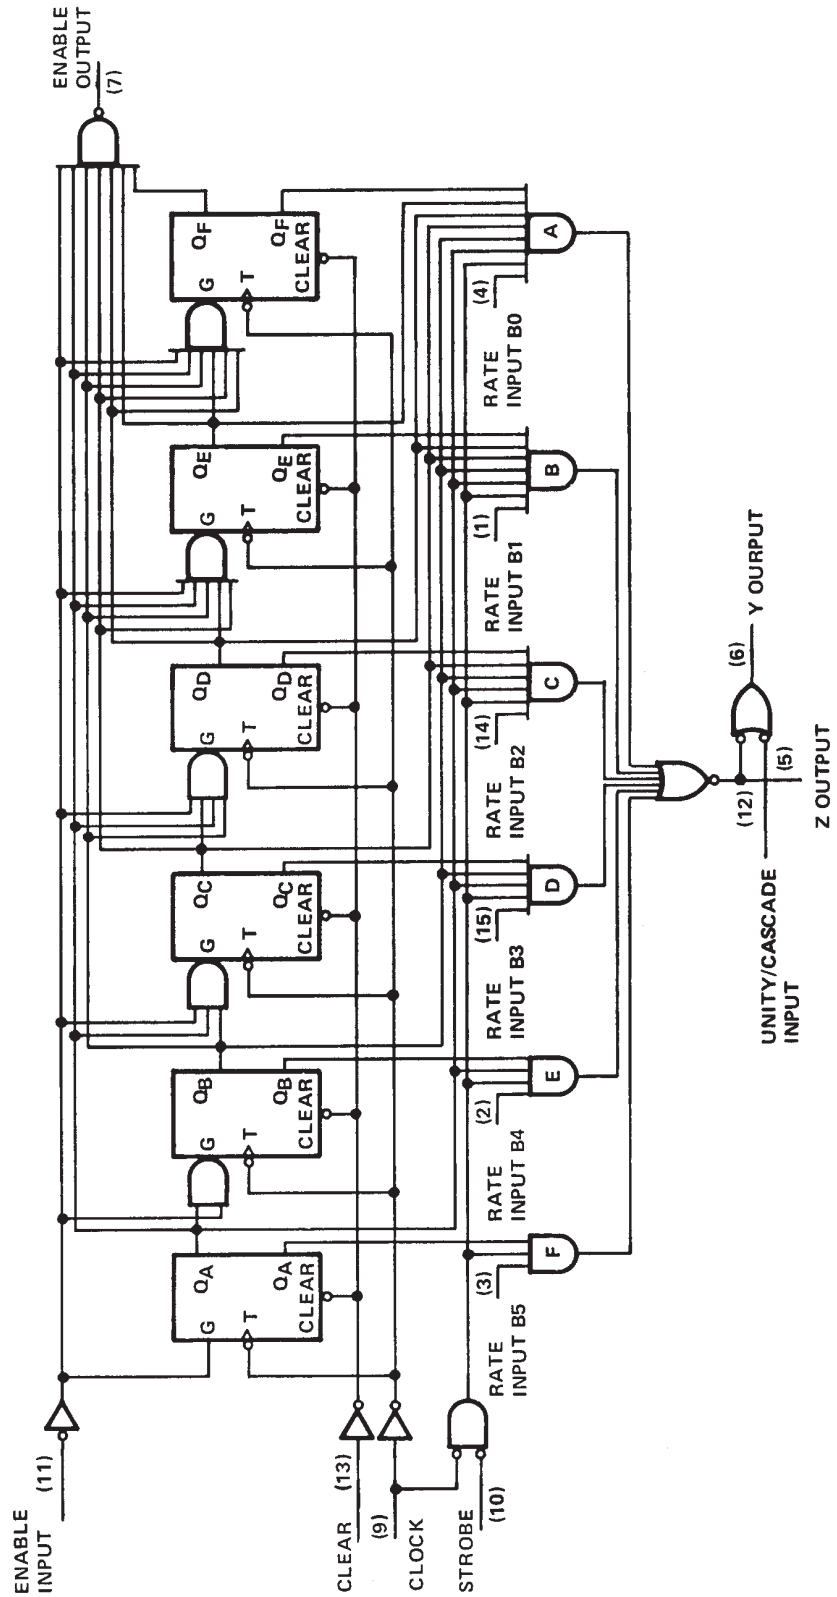 ENABLE
OUTPUT
(7)
QF
G
T
QF
CLEAR
QE
G
T
QE
CLEAR
QD
G
T
QD
CLEAR
QC
G
T
QC
CLEAR
QB
G
T
QB
CLEAR
QA
G
T
QA
CLEAR
ENABLE
INPUT
(11)
CLEAR
(13)
(9)
CLOCK
STROBE
(10)
A
(4)
RATE
INPUT B0
B
(1)
RATE
INPUT B1
C
(14)
RATE
INPUT B2
D
(15)
RATE
INPUT B3
E
(2)
RATE
INPUT B4
F
(3)
RATE
INPUT B5
(6)
Y OURPUT
(5)
Z OUTPUT
(12)
UNITY/CASCADE
INPUT